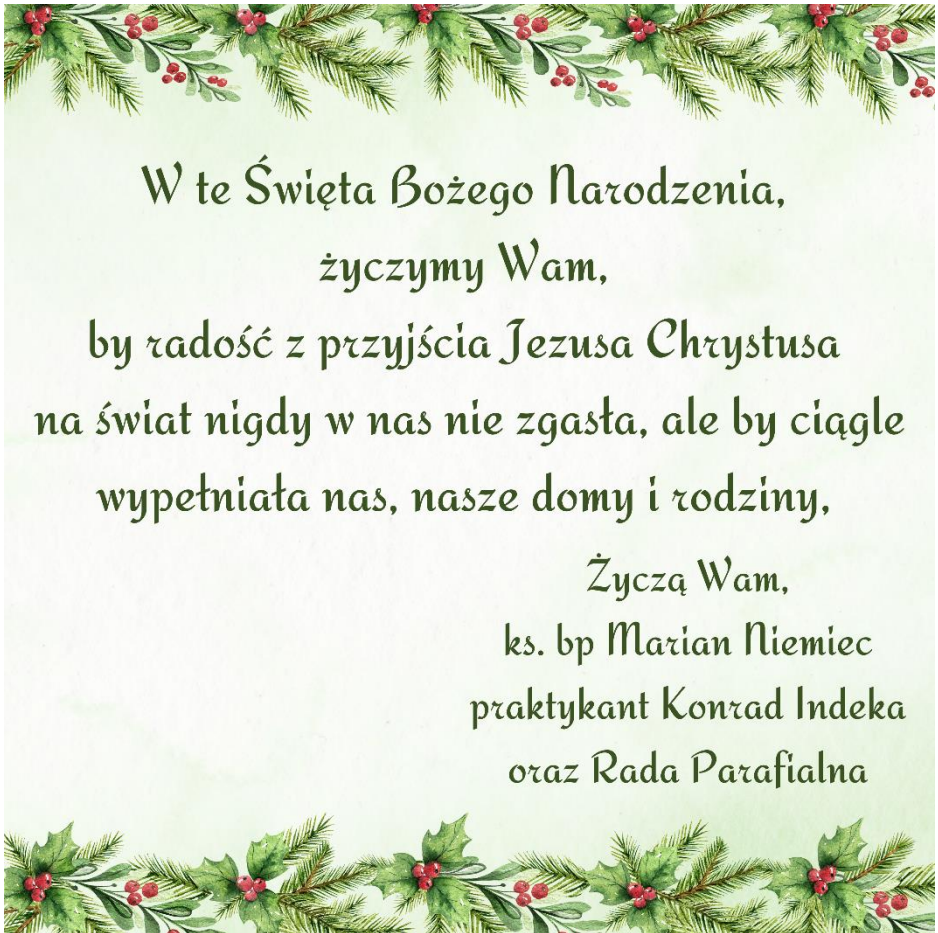 W te Święta Bożego Narodzenia,
życzymy Wam,
by radość z przyjścia Jezusa Chrystusa
na świat nigdy w nas nie zgasła, ale by ciągle
wypełniała nas, nasze domy i rodziny,
Życzą Wam,
ks. bp Marian Niemiec
praktykant Konrad Indeka
oraz Rada Parafialna